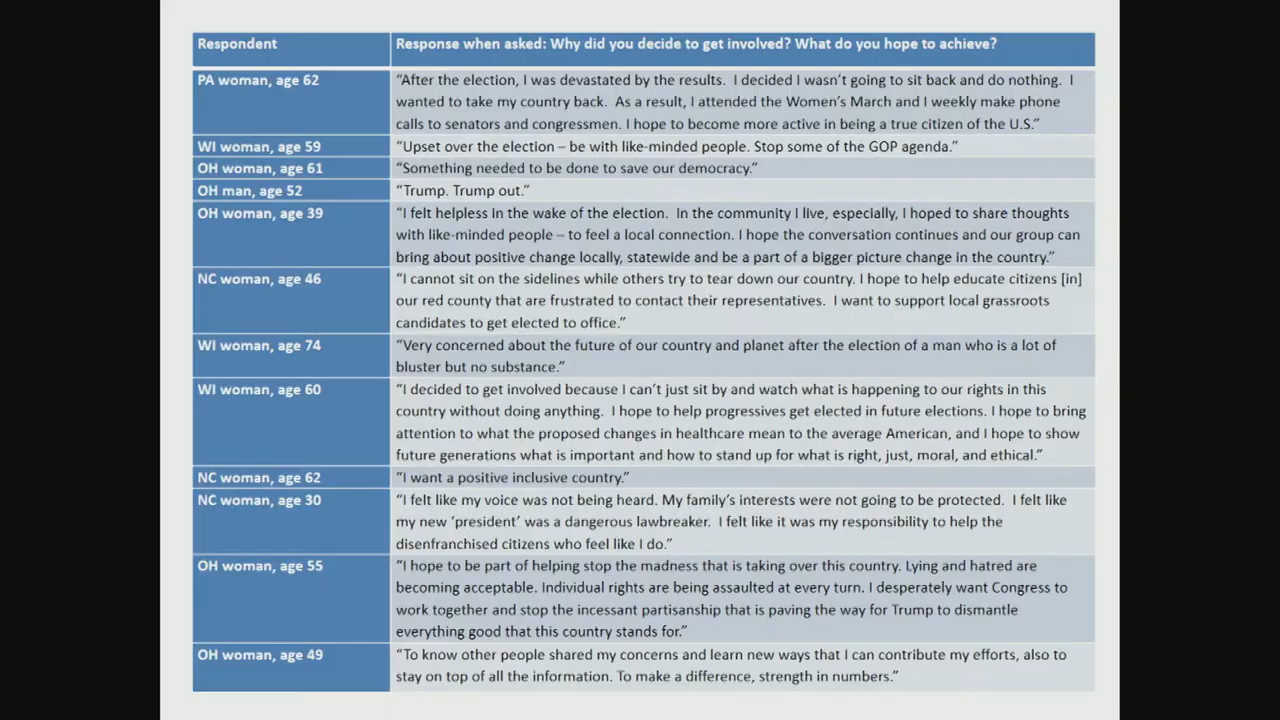 Respondent
Response when asked: Why did you decide to get involved? What do you hope to achieve?
PA woman, age 62
“After the election, I was devastated by the results. I decided I wasn’t going to sit back and do nothing. I
wanted to take my country back. As a result, I attended the Women’s March and I weekly make phone
calls to senators and congressmen. I hope to become more active in being a true citizen of the U.S.”
WI woman, age 59
“Upset over the election – be with like-minded people. Stop some of the GOP agenda.”
OH woman, age 61
“Something needed to be done to save our democracy.”
OH man, age 52
“Trump. Trump out.”
OH woman, age 39
“I felt helpless in the wake of the election. In the community I live, especially, I hoped to share thoughts
with like-minded people – to feel a local connection. I hope the conversation continues and our group can
bring about positive change locally, statewide and be a part of a bigger picture change in the country.”
NC woman, age 46
“I cannot sit on the sidelines while others try to tear down our country. I hope to help educate citizens [in]
our red county that are frustrated to contact their representatives. I want to support local grassroots
candidates to get elected to office.”
WI woman, age 74
“Very concerned about the future of our country and planet after the election of a man who is a lot of
bluster but no substance.”
WI woman, age 60
“I decided to get involved because I can’t just sit by and watch what is happening to our rights in this
country without doing anything. I hope to help progressives get elected in future elections. I hope to bring
attention to what the proposed changes in healthcare mean to the average American, and I hope to show
future generations what is important and how to stand up for what is right, just, moral, and ethical.”
NC woman, age 62
“I want a positive inclusive country.”
NC woman, age 30
“I felt like my voice was not being heard. My family’s interests were not going to be protected. I felt like
my new ‘president’ was a dangerous lawbreaker. I felt like it was my responsibility to help the
disenfranchised citizens who feel like I do.”
OH woman, age 55
“I hope to be part of helping stop the madness that is taking over this country. Lying and hatred are
becoming acceptable. Individual rights are being assaulted at every turn. I desperately want Congress to
work together and stop the incessant partisanship that is paving the way for Trump to dismantle
everything good that this country stands for.”
OH woman, age 49
“To know other people shared my concerns and learn new ways that I can contribute my efforts, also to
stay on top of all the information. To make a difference, strength in numbers.”